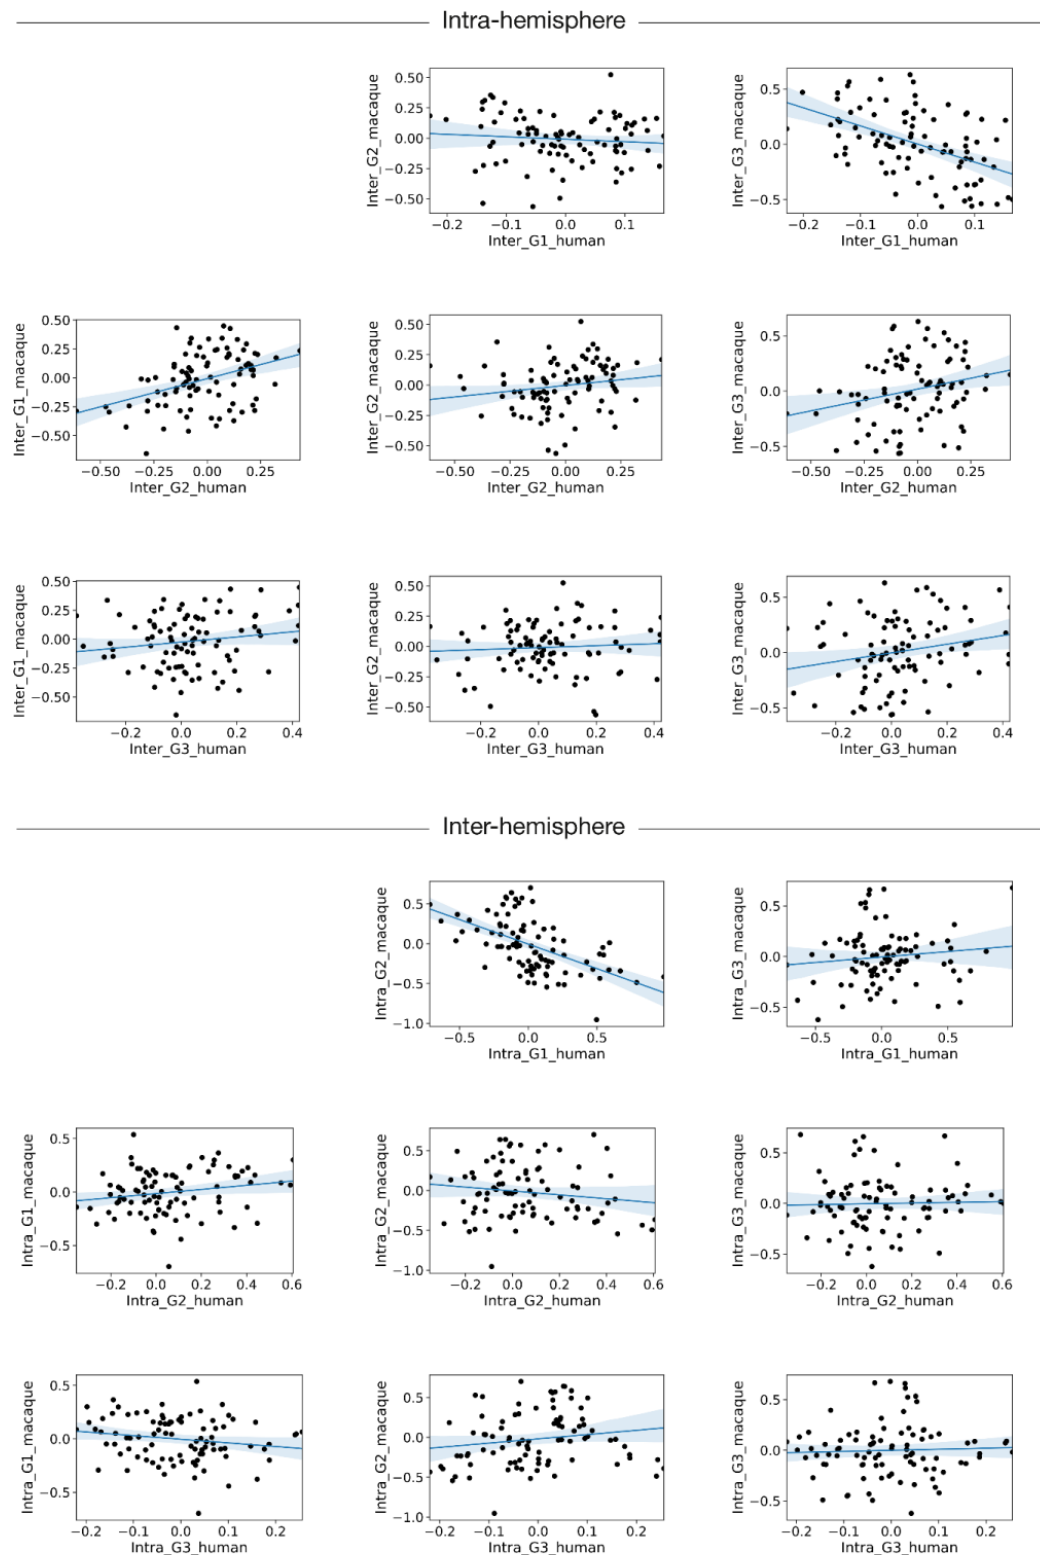 Intra-hemisphere
Inter_G2_macaque
0.50
0.25
0.00
−0.25
−0.50
−0.2 −0.1 0.0 0.1
Inter_G1_human
Inter_G3_macaque
0.5
0.0
−0.5
−0.2 −0.1 0.0 0.1
Inter_G1_human
Inter_G1_macaque
0.50
0.25
0.00
−0.25
−0.50
−0.50 −0.25 0.00 0.25
Inter_G2_human
Inter_G2_macaque
0.50
0.25
0.00
−0.25
−0.50
−0.50 −0.25 0.00 0.25
Inter_G2_human
Inter_G3_macaque
0.5
0.0
−0.5
−0.50 −0.25 0.00 0.25
Inter_G2_human
Inter_G1_macaque
0.50
0.25
0.00
−0.25
−0.50
−0.2 0.0 0.2 0.4
Inter_G3_human
Inter_G2_macaque
0.50
0.25
0.00
−0.25
−0.50
−0.2 0.0 0.2 0.4
Inter_G3_human
Inter_G3_macaque
0.5
0.0
−0.5
−0.2 0.0 0.2 0.4
Inter_G3_human
Inter-hemisphere
Intra_G2_macaque
0.5
0.0
−0.5
−1.0
−0.5 0.0 0.5
Intra_G1_human
Intra_G3_macaque
0.5
0.0
−0.5
−0.5 0.0 0.5
Intra_G1_human
Intra_G1_macaque
0.5
0.0
−0.5
−0.2 0.0 0.2 0.4 0.6
Intra_G2_human
Intra_G2_macaque
0.5
0.0
−0.5
−1.0
−0.2 0.0 0.2 0.4 0.6
Intra_G2_human
Intra_G3_macaque
0.5
0.0
−0.5
−0.2 0.0 0.2 0.4 0.6
Intra_G2_human
Intra_G1_macaque
0.5
0.0
−0.5
−0.2 −0.1 0.0 0.1 0.2
Intra_G3_human
Intra_G2_macaque
0.5
0.0
−0.5
−1.0
−0.2 −0.1 0.0 0.1 0.2
Intra_G3_human
Intra_G3_macaque
0.5
0.0
−0.5
−0.2 −0.1 0.0 0.1 0.2
Intra_G3_human